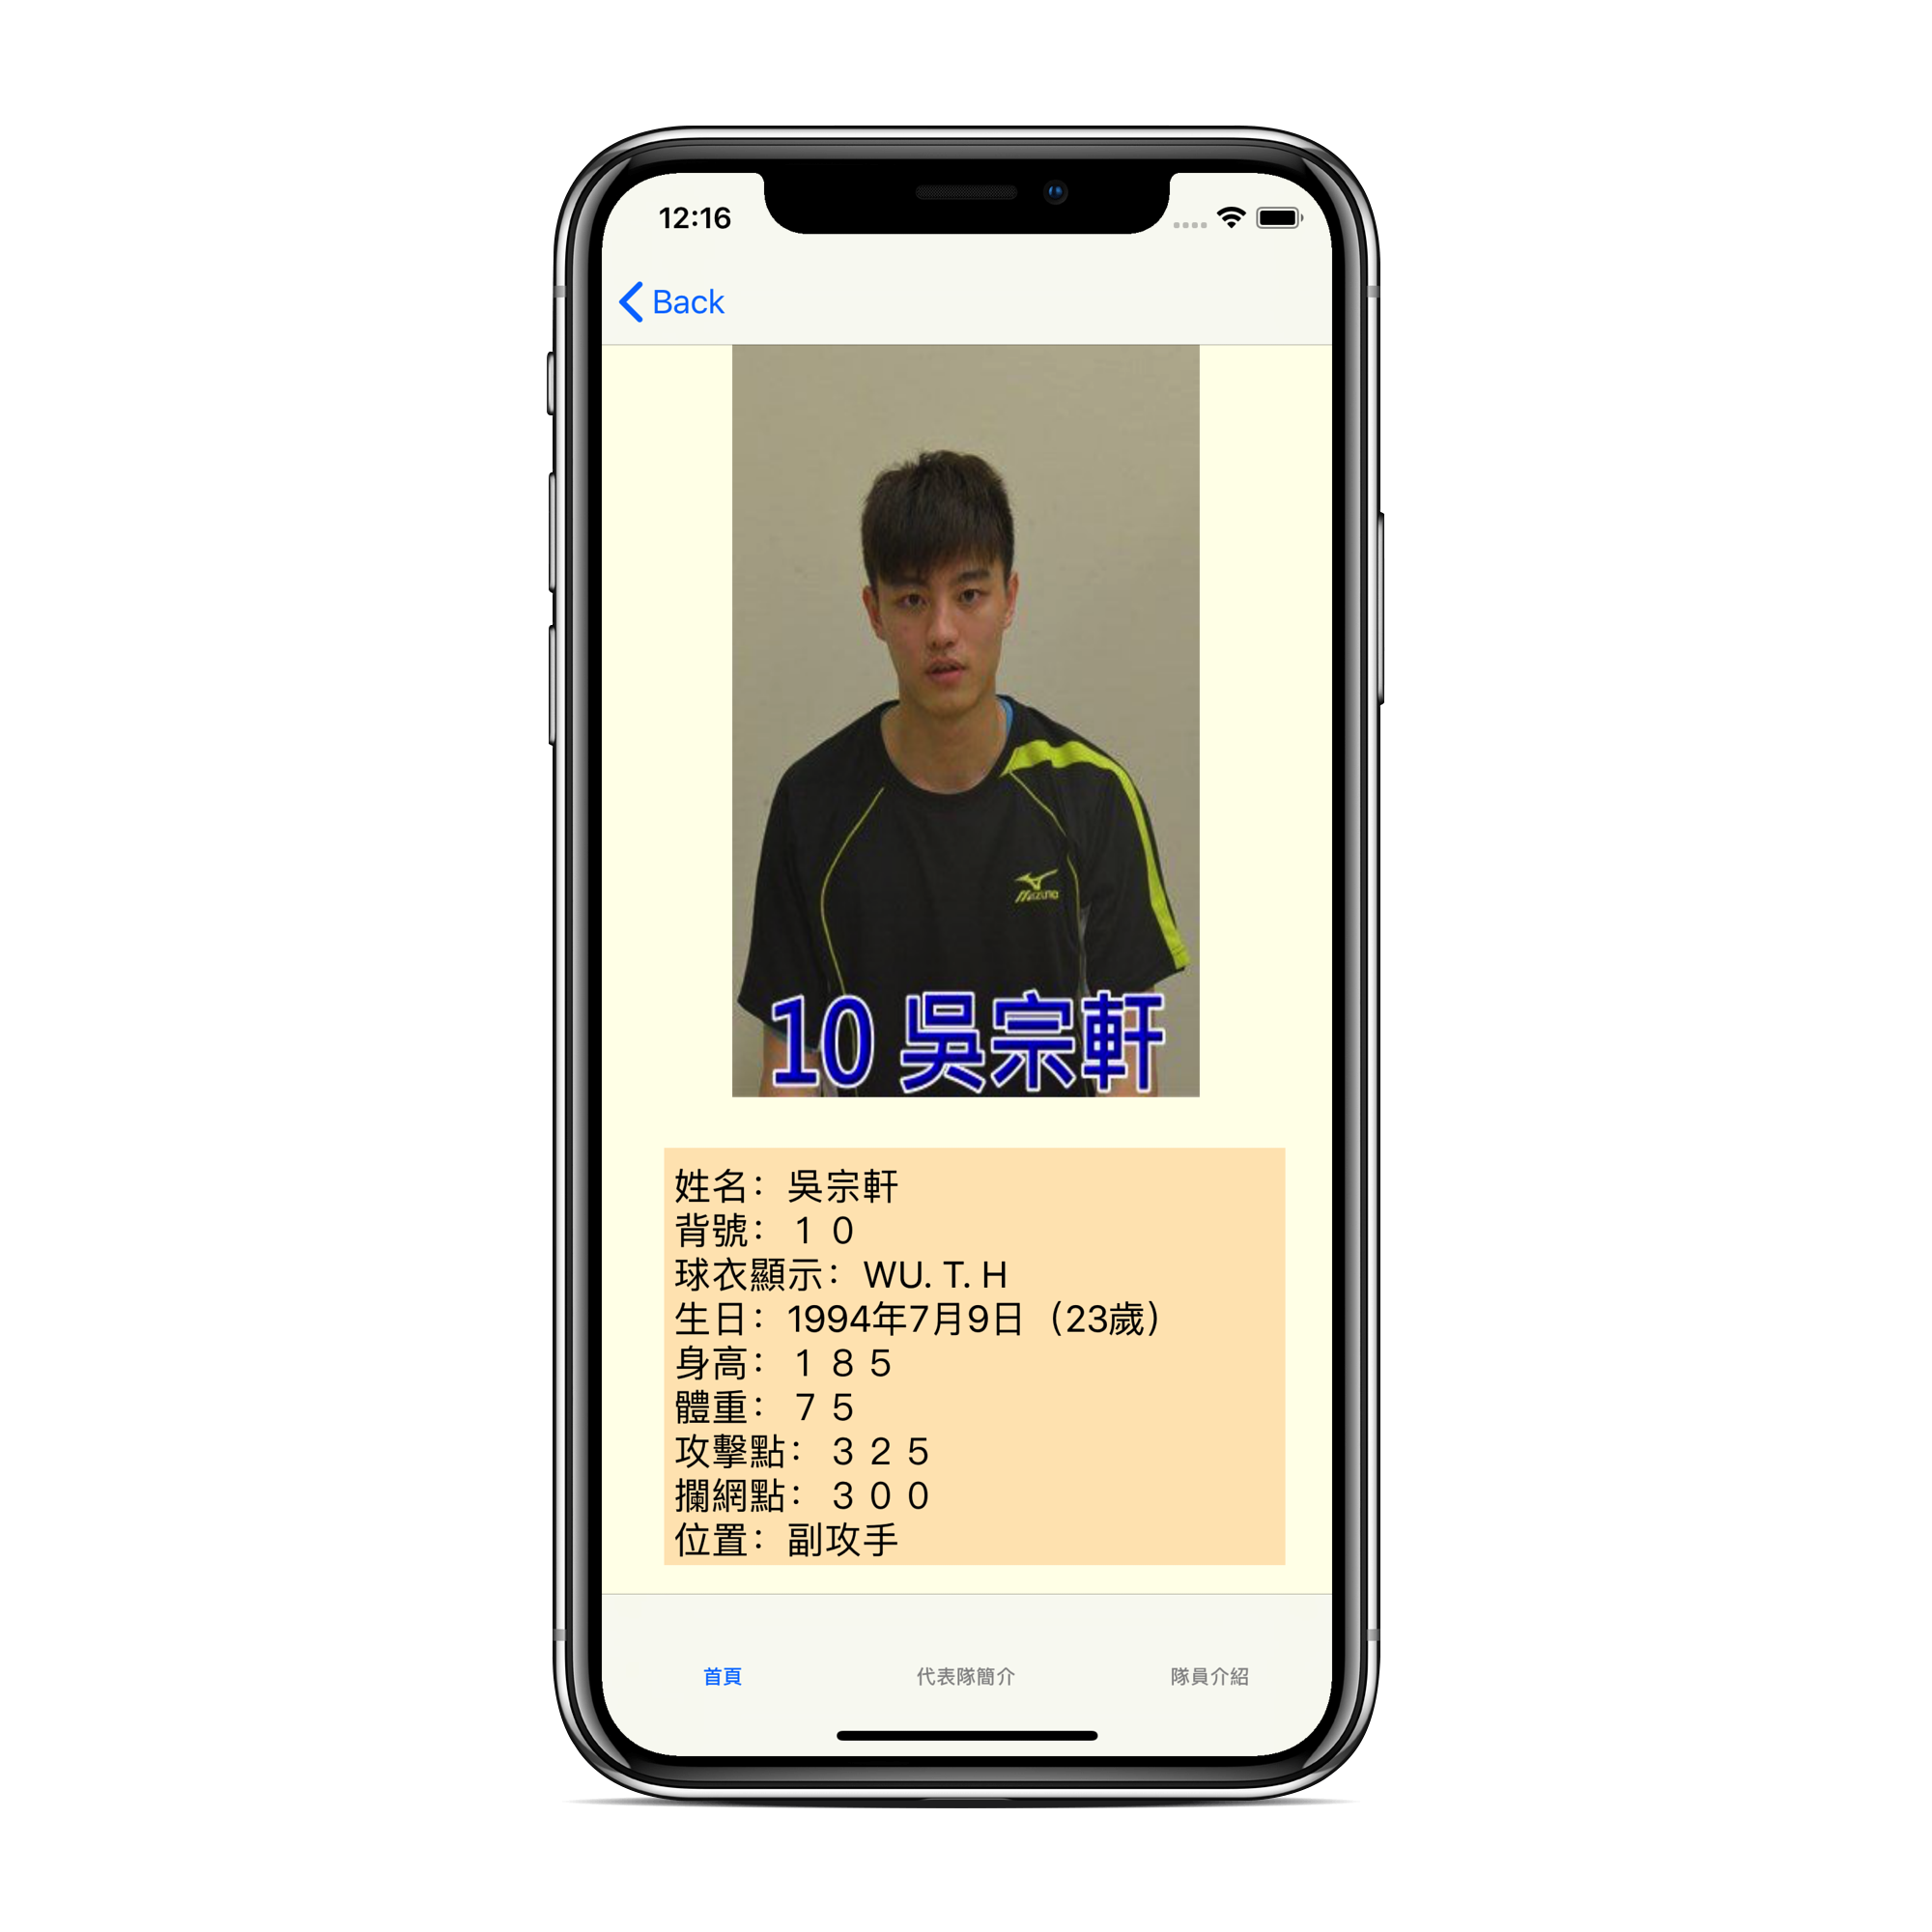 12:16
Back
MIZUNO
10 吳宗軒
姓名：吳宗軒
背號：１０
球衣顯示：WU. T. H
生日：1994年7月9日（23歲）
身高：１８５
體重：７５
攻擊點：３２５
攔網點：３００
位置：副攻手
首頁
代表隊簡介
隊員介紹